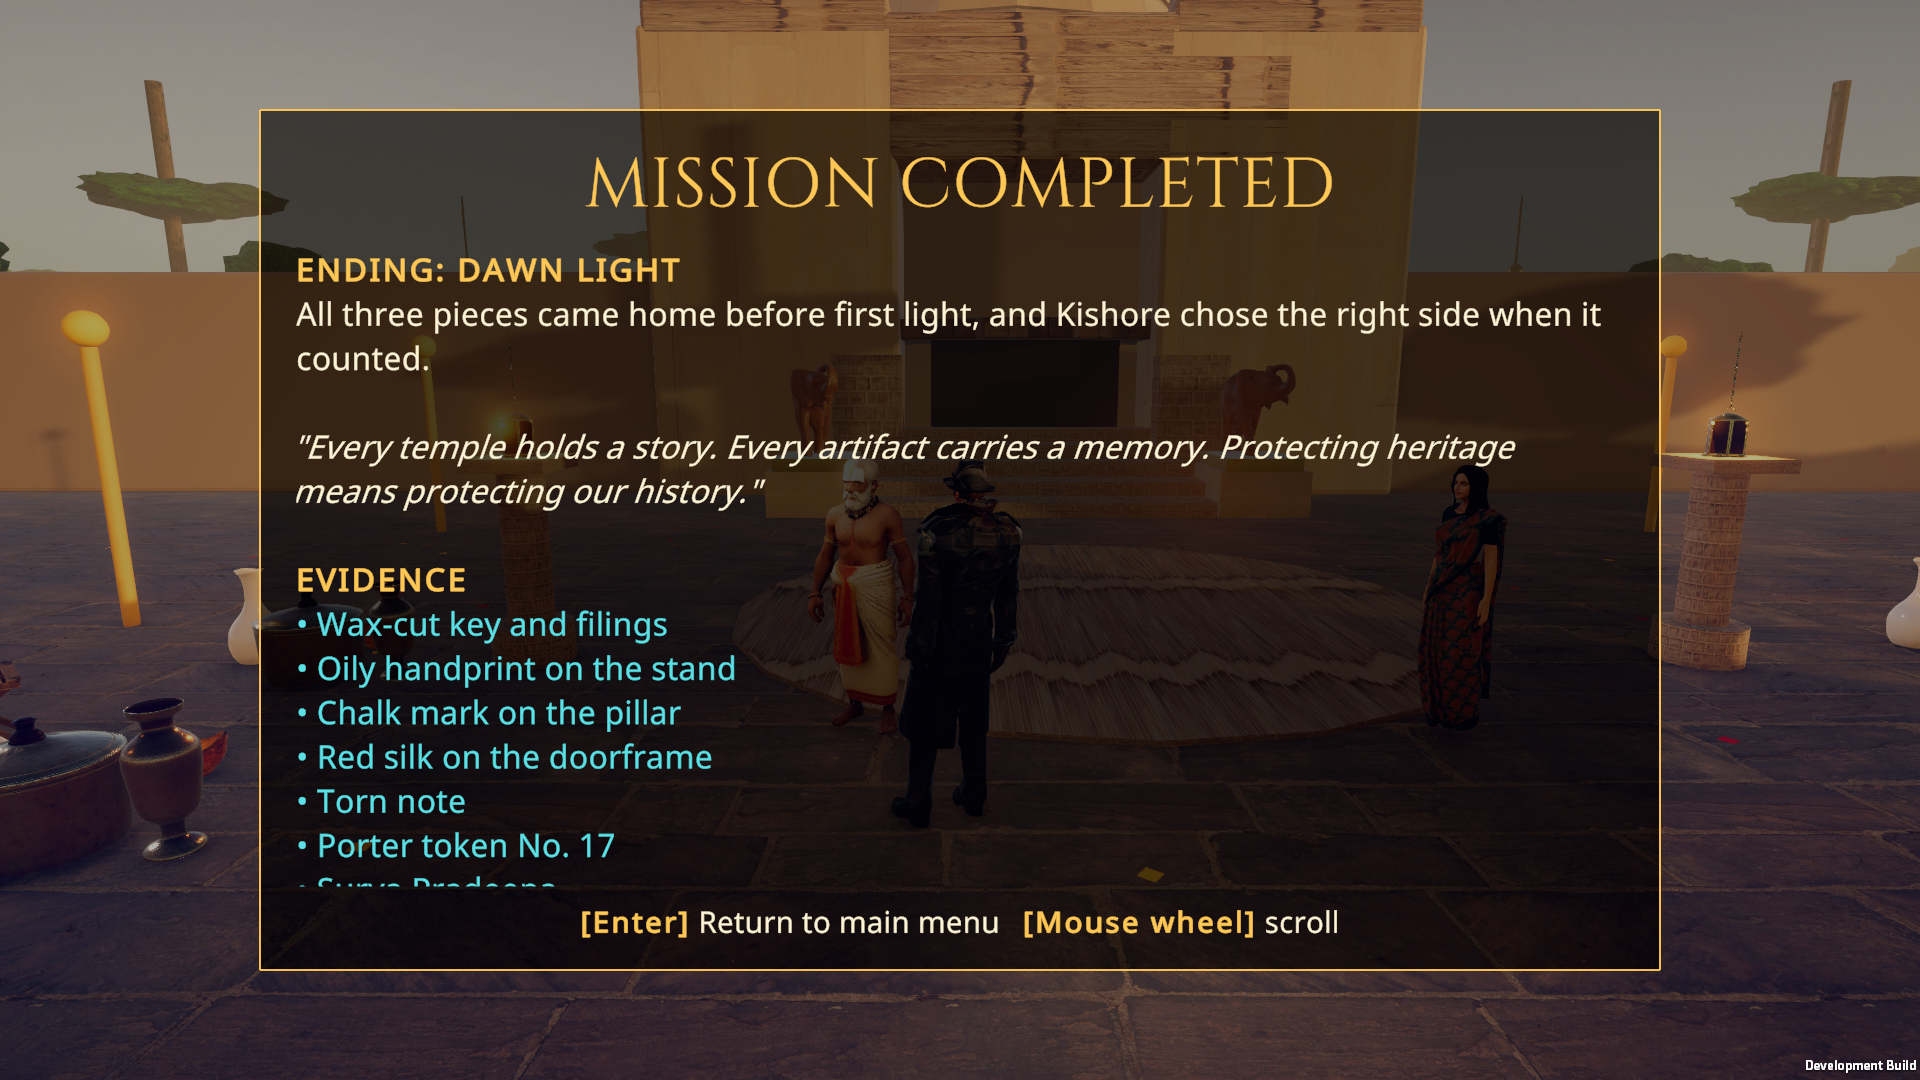 MISSION COMPLETED
ENDING: DAWN LIGHT
All three pieces came home before first light, and Kishore chose the right side when it
counted.
"Every temple holds a story. Every artifact carries a memory. Protecting heritage
means protecting our history."
EVIDENCE
• Wax-cut key and filings
• Oily handprint on the stand
• Chalk mark on the pillar
• Red silk on the doorframe
• Torn note
• Porter token No. 17
• Surya Pradeepa
[Enter] Return to main menu [Mouse wheel] scroll
Development Build